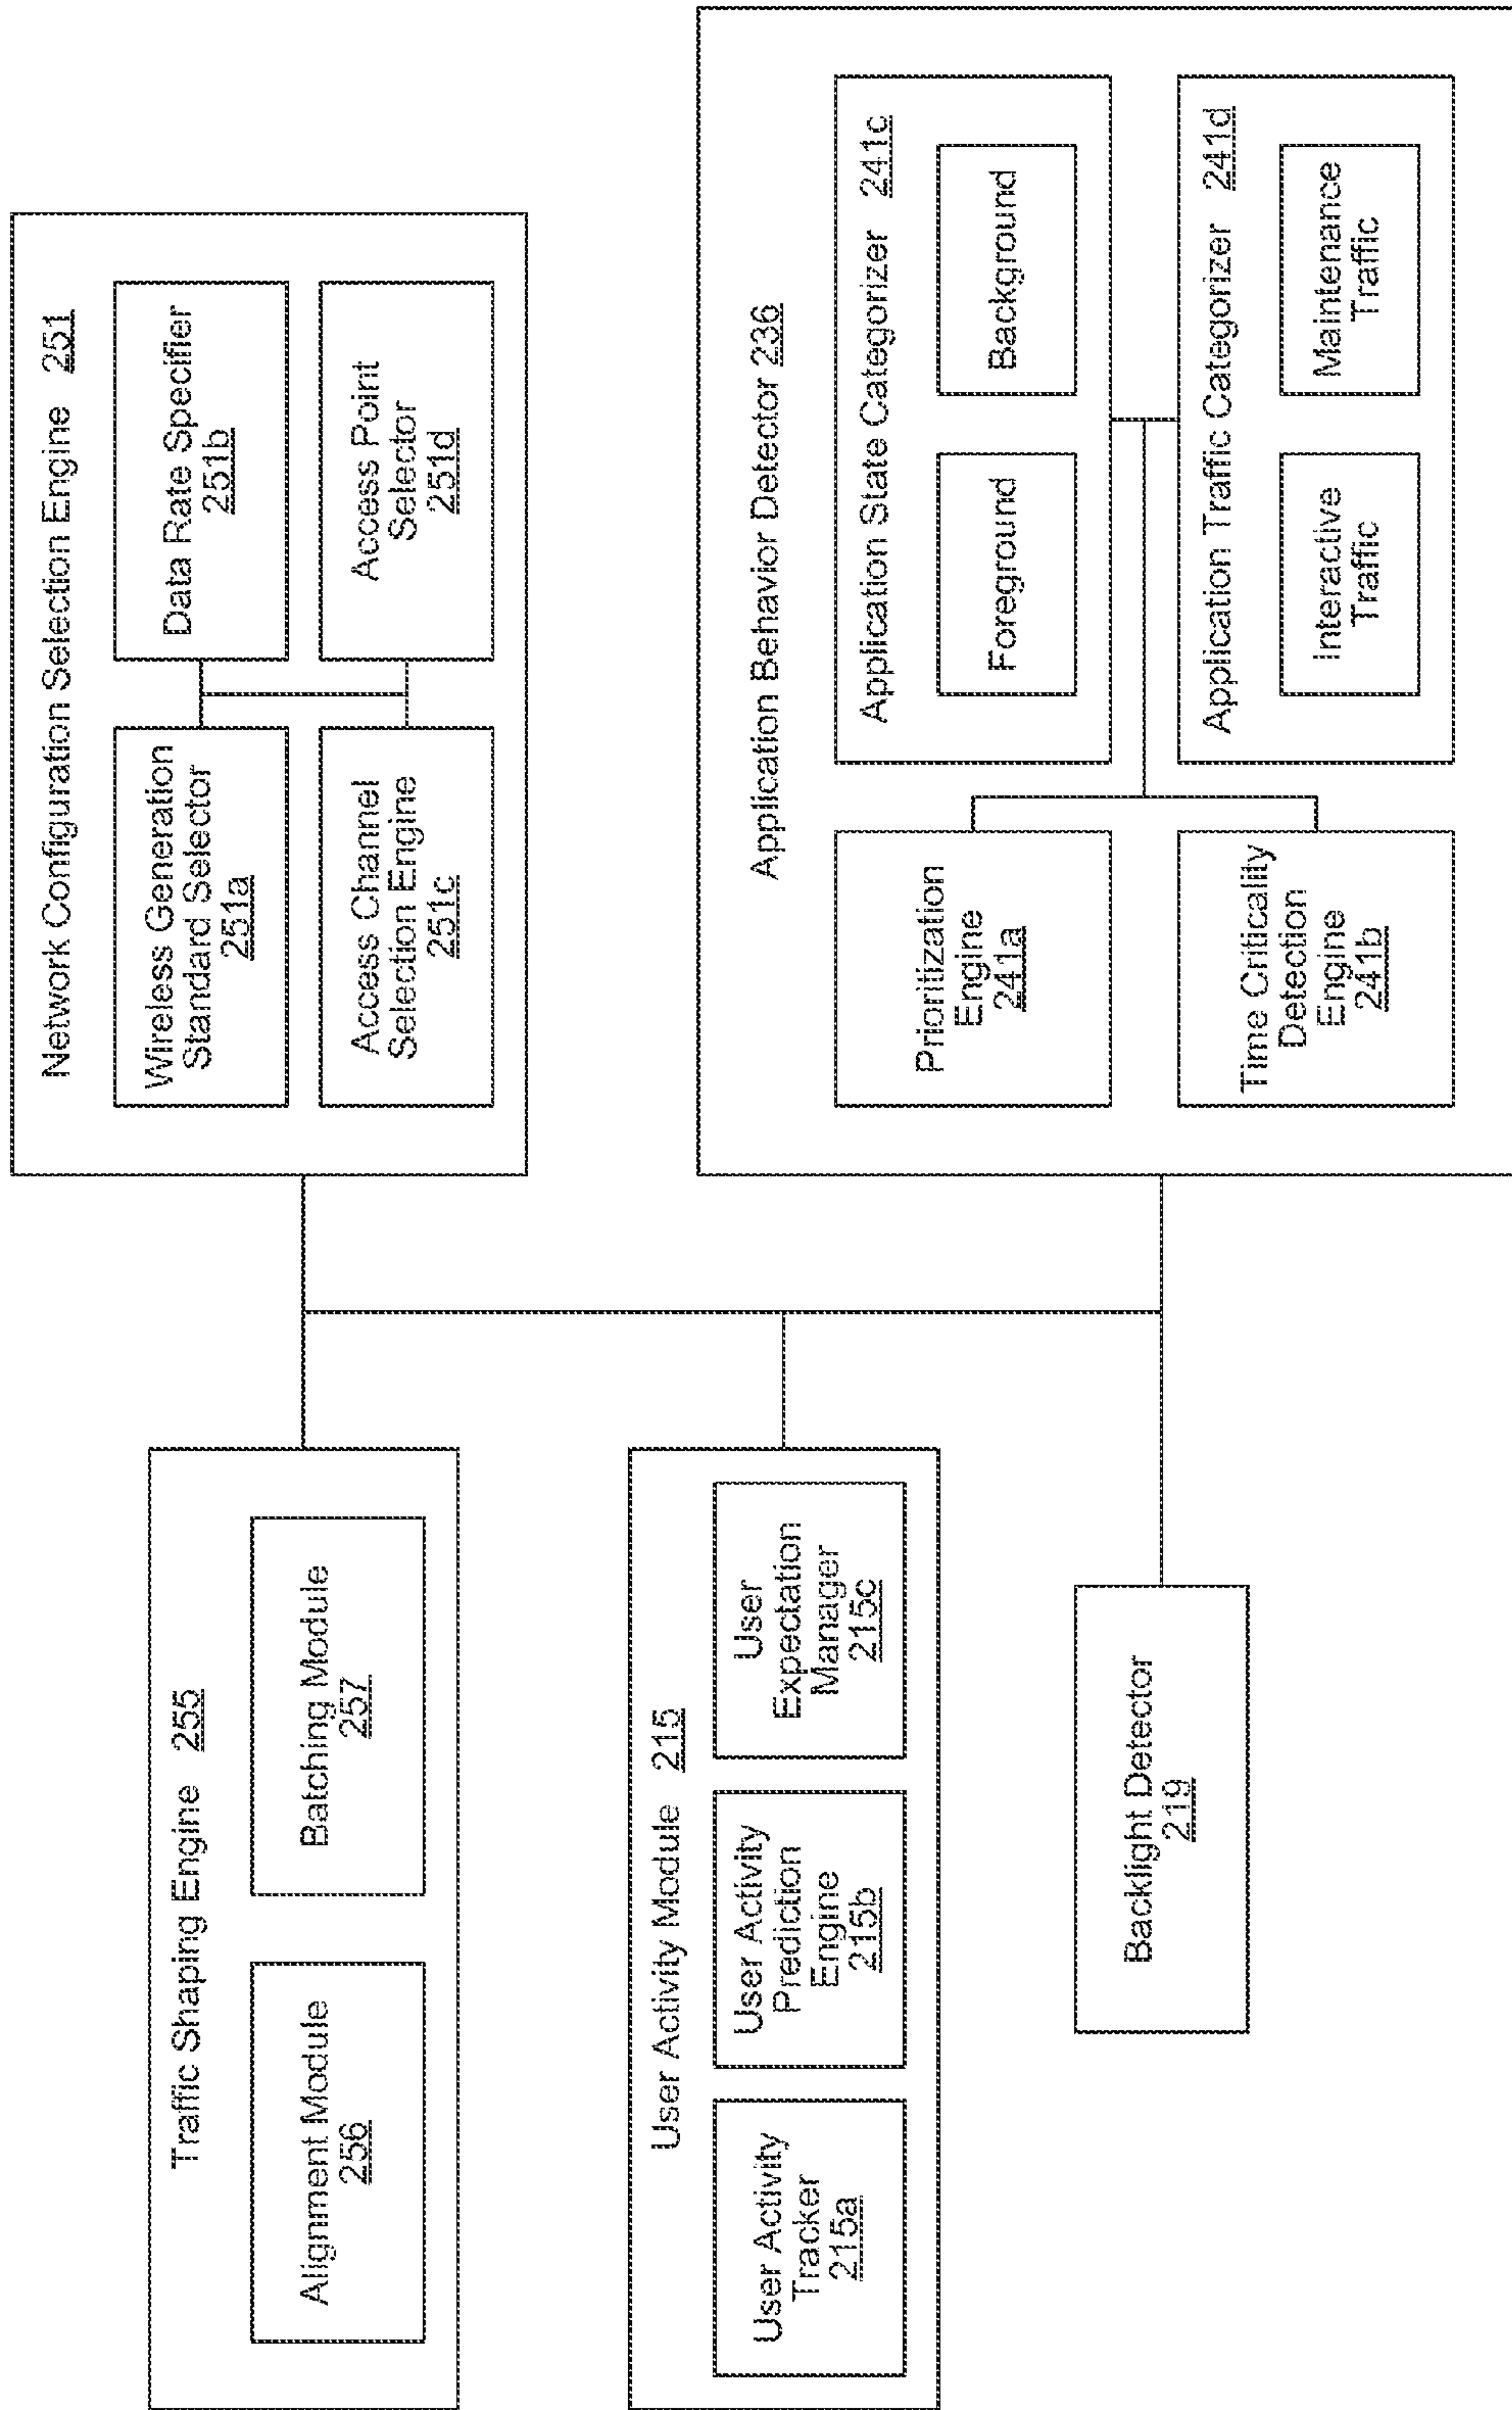 Traffic Shaping Engine 255
Alignment Module
256
Batching Module
257
Network Configuration Selection Engine 251
Wireless Generation
Standard Selector
251a
Data Rate Specifier
251b
Access Channel
Selection Engine
251c
Access Point
Selector
251d
User Activity Module 215
User Activity
Tracker
215a
User Activity
Prediction
Engine
215b
User
Expectation
Manager
215c
Backlight Detector
219
Application Behavior Detector 236
Prioritization
Engine
241a
Application State Categorizer 241c
Foreground
Background
Time Criticality
Detection
Engine
241b
Application Traffic Categorizer 241d
Interactive
Traffic
Maintenance
Traffic